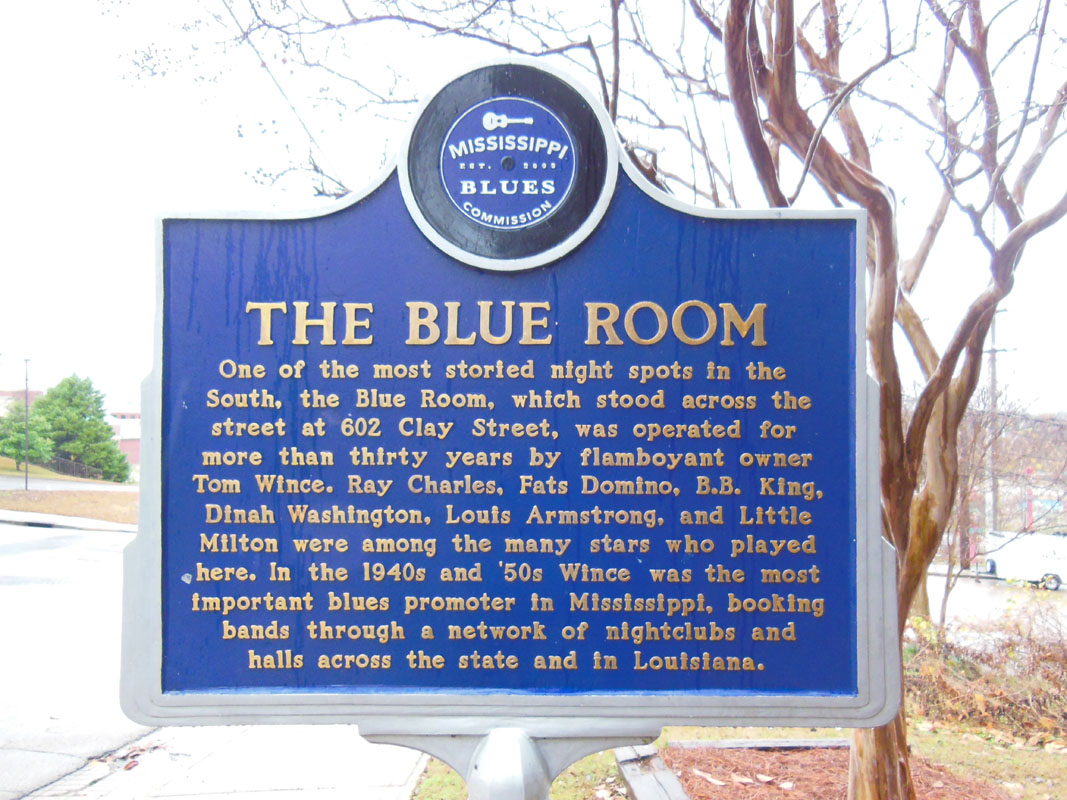 MISSISSIPPI
EST. 2003
BLUES
COMMISSION
THE BLUE ROOM
One of the most storied night spots in the
South, the Blue Room, which stood across the
street at 602 Clay Street, was operated for
more than thirty years by flamboyant owner
Tom Wince. Ray Charles, Fats Domino, B.B. King,
Dinah Washington, Louis Armstrong, and Little
Milton were among the many stars who played
here. In the 1940s and '50s Wince was the most
important blues promoter in Mississippi, booking
bands through a network of nightclubs and
halls across the state and in Louisiana.